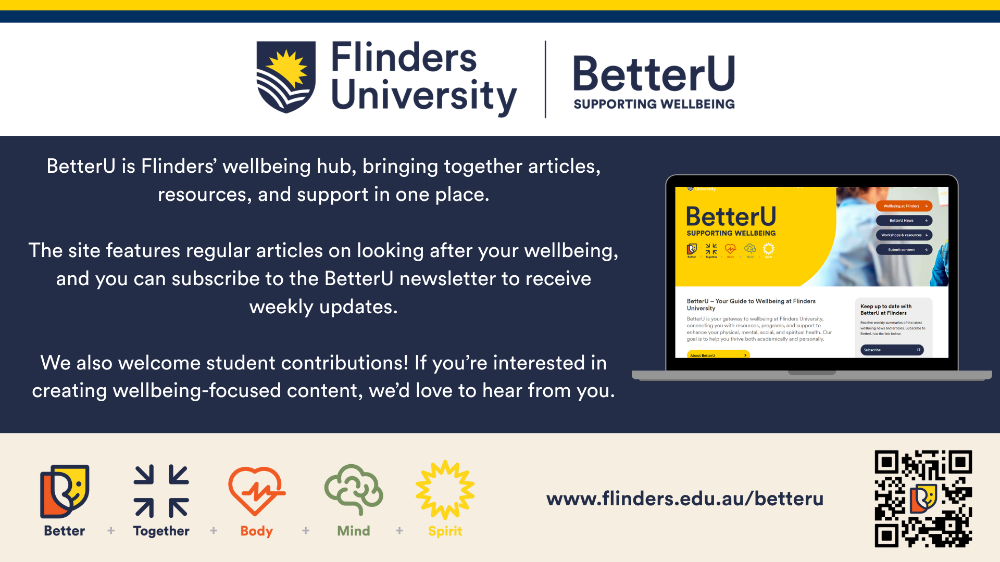 Flinders
University
BetterU
SUPPORTING WELLBEING
BetterU is Flinders’ wellbeing hub, bringing together articles,
resources, and support in one place.
The site features regular articles on looking after your wellbeing,
and you can subscribe to the BetterU newsletter to receive
weekly updates.
We also welcome student contributions! If you’re interested in
creating wellbeing-focused content, we’d love to hear from you.
University
BetterU
SUPPORTING WELLBEING
Better + Together + Body + Mind + Spirit
Wellbeing at Flinders
BetterU News
Workshops & resources
Submit content
BetterU – Your Guide to Wellbeing at Flinders
University
BetterU is your gateway to wellbeing at Flinders University,
connecting you with resources, programs, and support to
enhance your physical, mental, social, and spiritual health. Our
goal is to help you thrive both academically and personally.
About BetterU
Keep up to date with
BetterU at Flinders
Receive weekly summaries of the latest
wellbeing news and articles. Subscribe to
BetterU via the link below.
Subscribe
Better + Together + Body + Mind + Spirit
www.flinders.edu.au/betteru